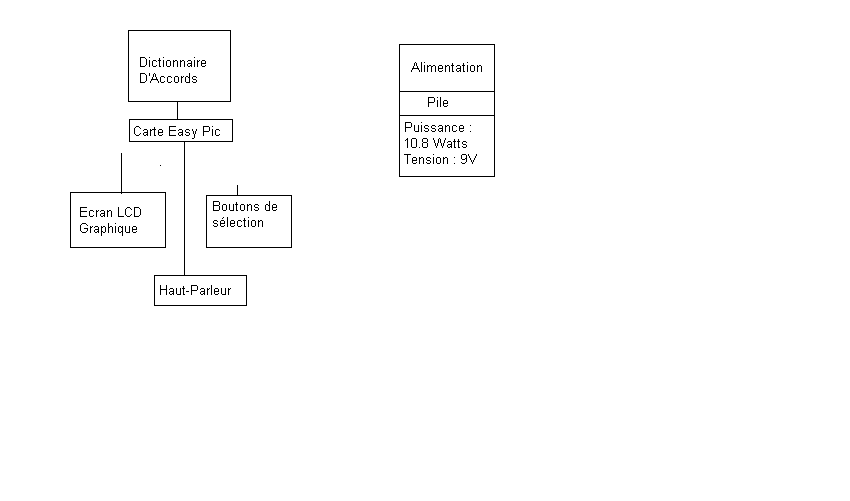 Dictionnaire
D'Accords
Carte Easy Pic
Ecran LCD
Graphique
Boutons de
sélection
Haut-Parleur
Alimentation
Pile
Puissance :
10.8 Watts
Tension : 9V